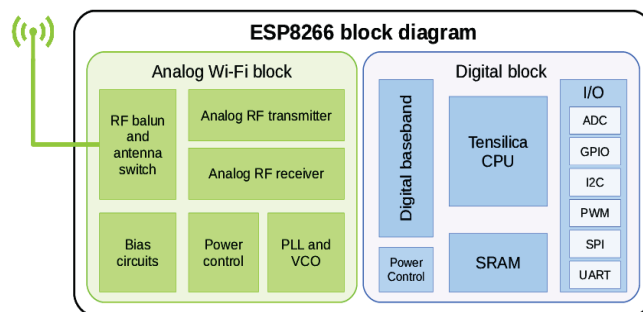 ESP8266 block diagram
Analog Wi-Fi block
RF balun
and
antenna
switch
Analog RF transmitter
Analog RF receiver
Bias
circuits
Power
control
PLL and
VCO
Digital block
Digital baseband
Tensilica
CPU
Power
Control
SRAM
I/O
ADC
GPIO
I2C
PWM
SPI
UART